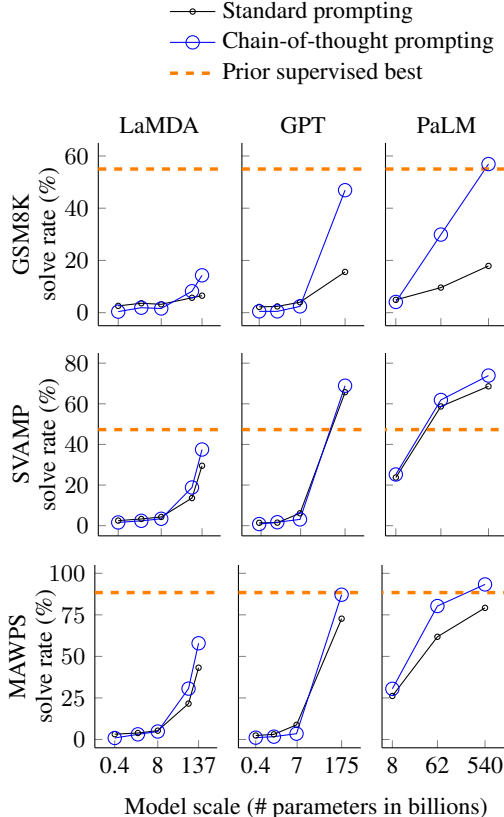 Standard prompting
Chain-of-thought prompting
Prior supervised best
LaMDA GPT PaLM
GSM8K
solve rate (%)
60
40
20
0
SVAMP
solve rate (%)
80
60
40
20
0
MAWPS
solve rate (%)
100
75
50
25
0
0.4 8 137 0.4 7 175 8 62 540
Model scale (# parameters in billions)